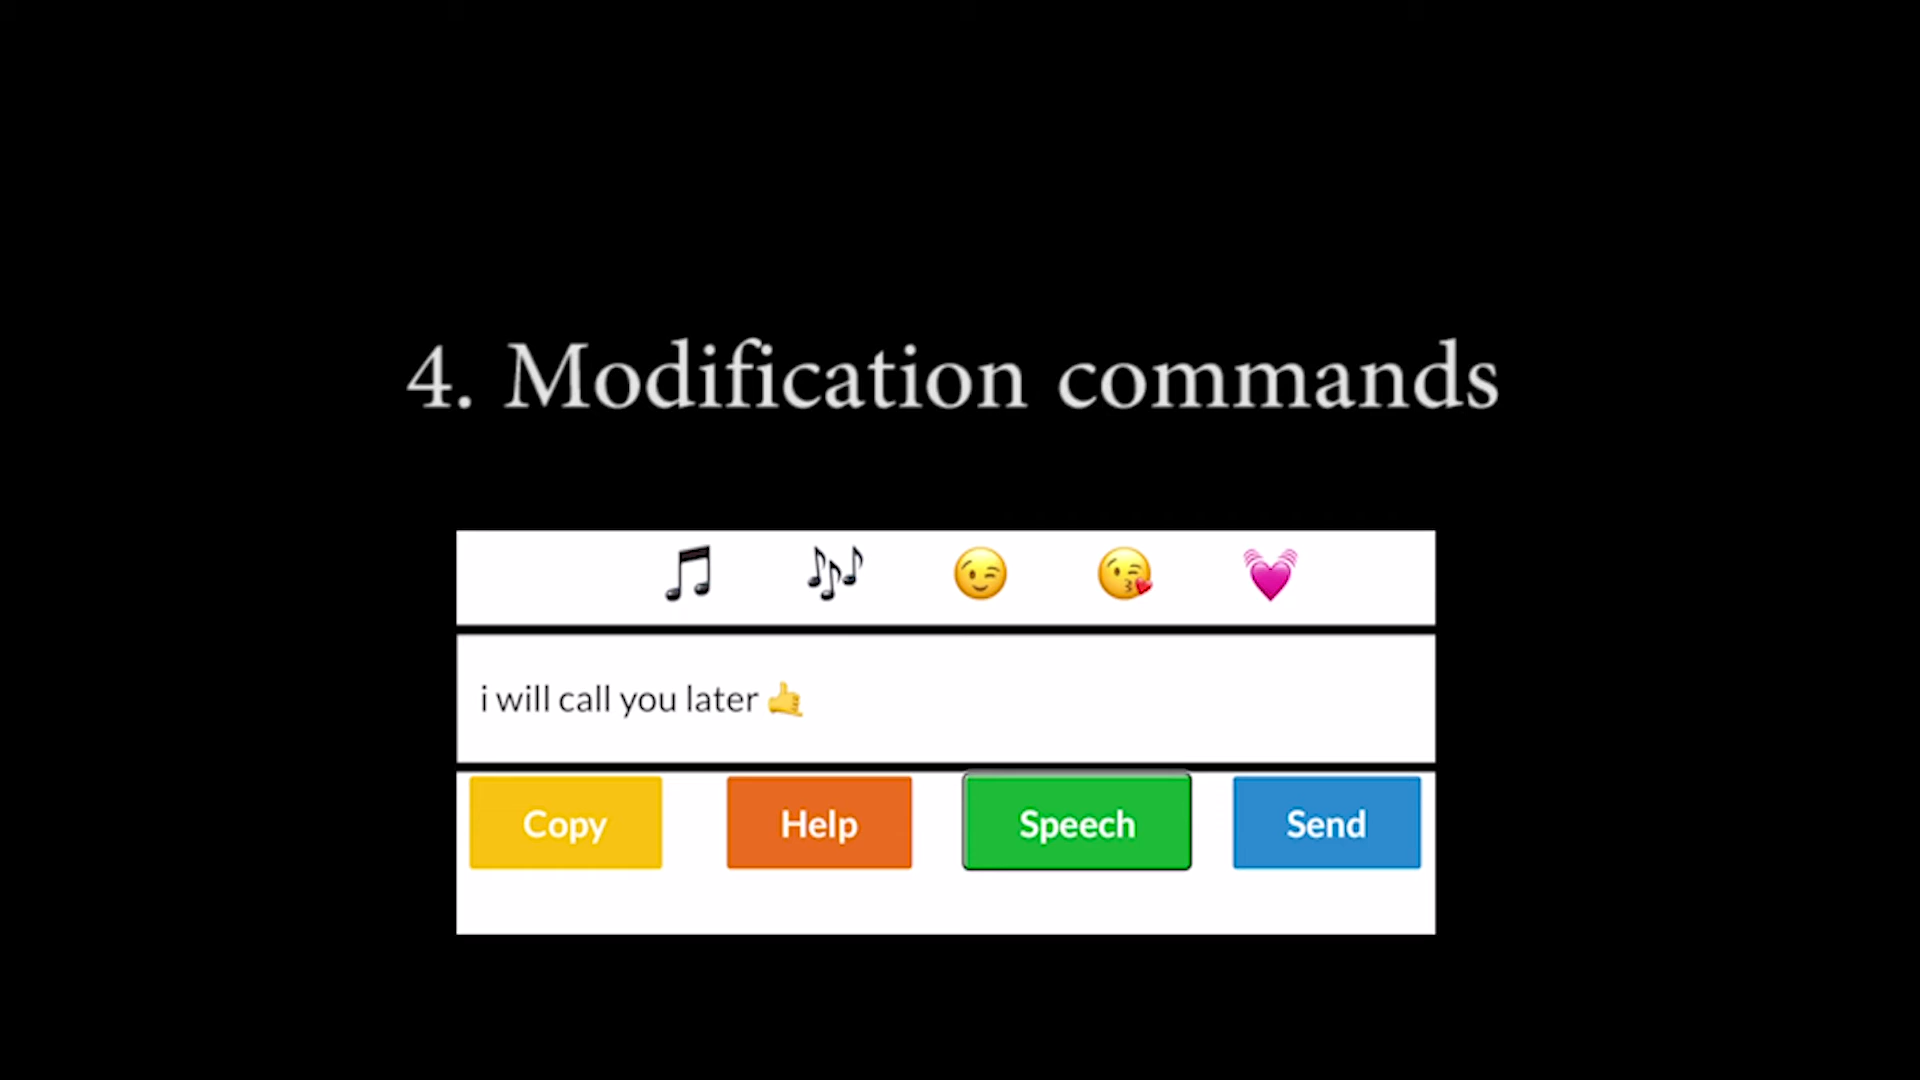 4. Modification commands
🎵 🎶 😉 😘 💓
i will call you later 🤙
Copy Help Speech Send